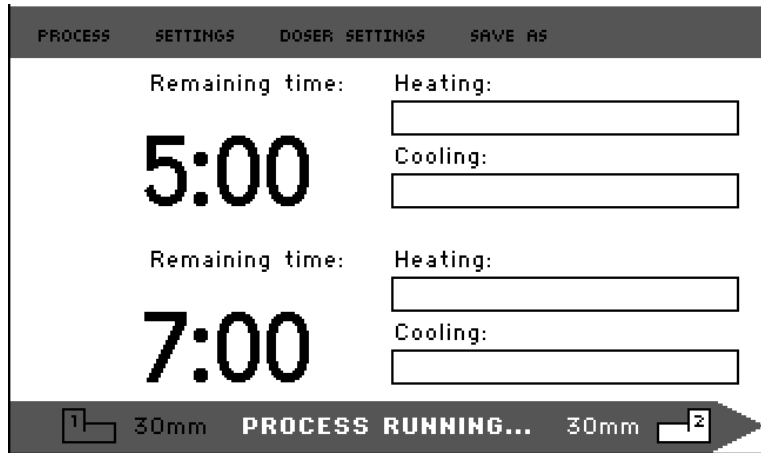 PROCESS SETTINGS DOSER SETTINGS SAVE AS
Remaining time: Heating:
5:00
Cooling:
Remaining time: Heating:
7:00
Cooling:
1 30mm PROCESS RUNNING... 30mm 2